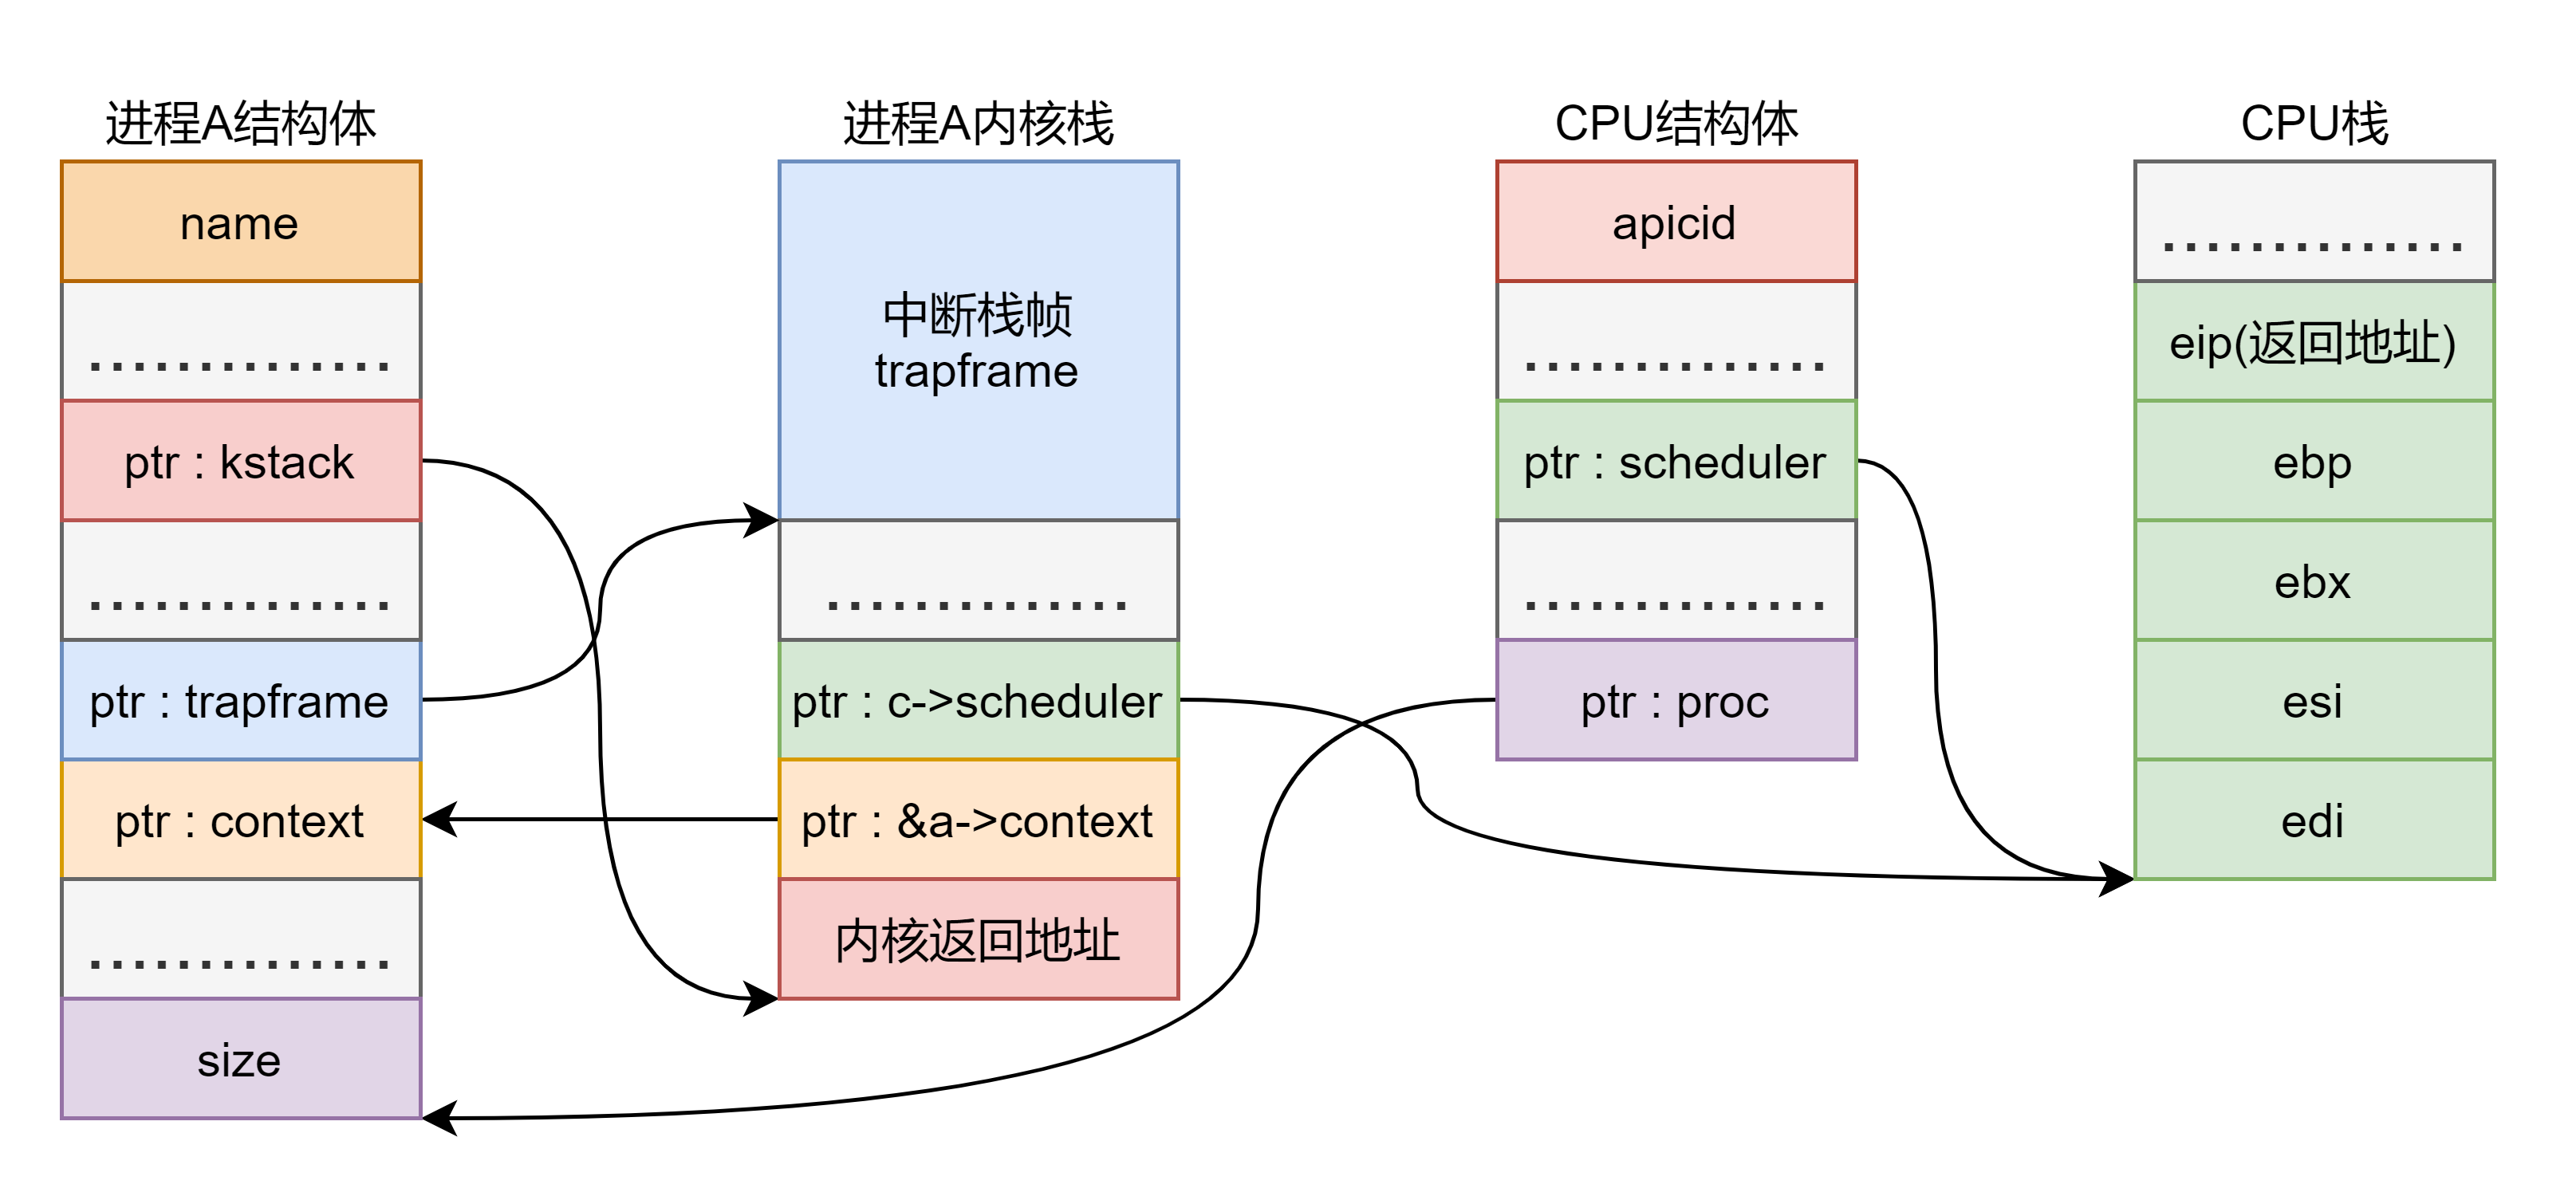 进程A结构体
name
..............
ptr : kstack
..............
ptr : trapframe
ptr : context
..............
size
进程A内核栈
中断栈帧
trapframe
..............
ptr : c->scheduler
ptr : &a->context
内核返回地址
CPU结构体
apicid
..............
ptr : scheduler
..............
ptr : proc
CPU栈
..............
eip(返回地址)
ebp
ebx
esi
edi